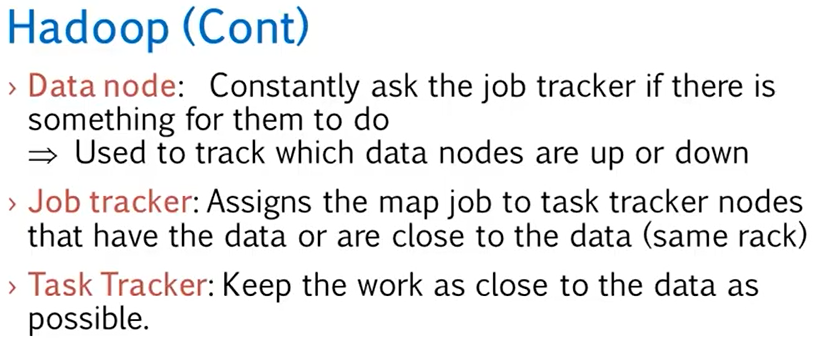 Hadoop (Cont)
› Data node: Constantly ask the job tracker if there is
something for them to do
⇒ Used to track which data nodes are up or down
› Job tracker: Assigns the map job to task tracker nodes
that have the data or are close to the data (same rack)
› Task Tracker: Keep the work as close to the data as
possible.